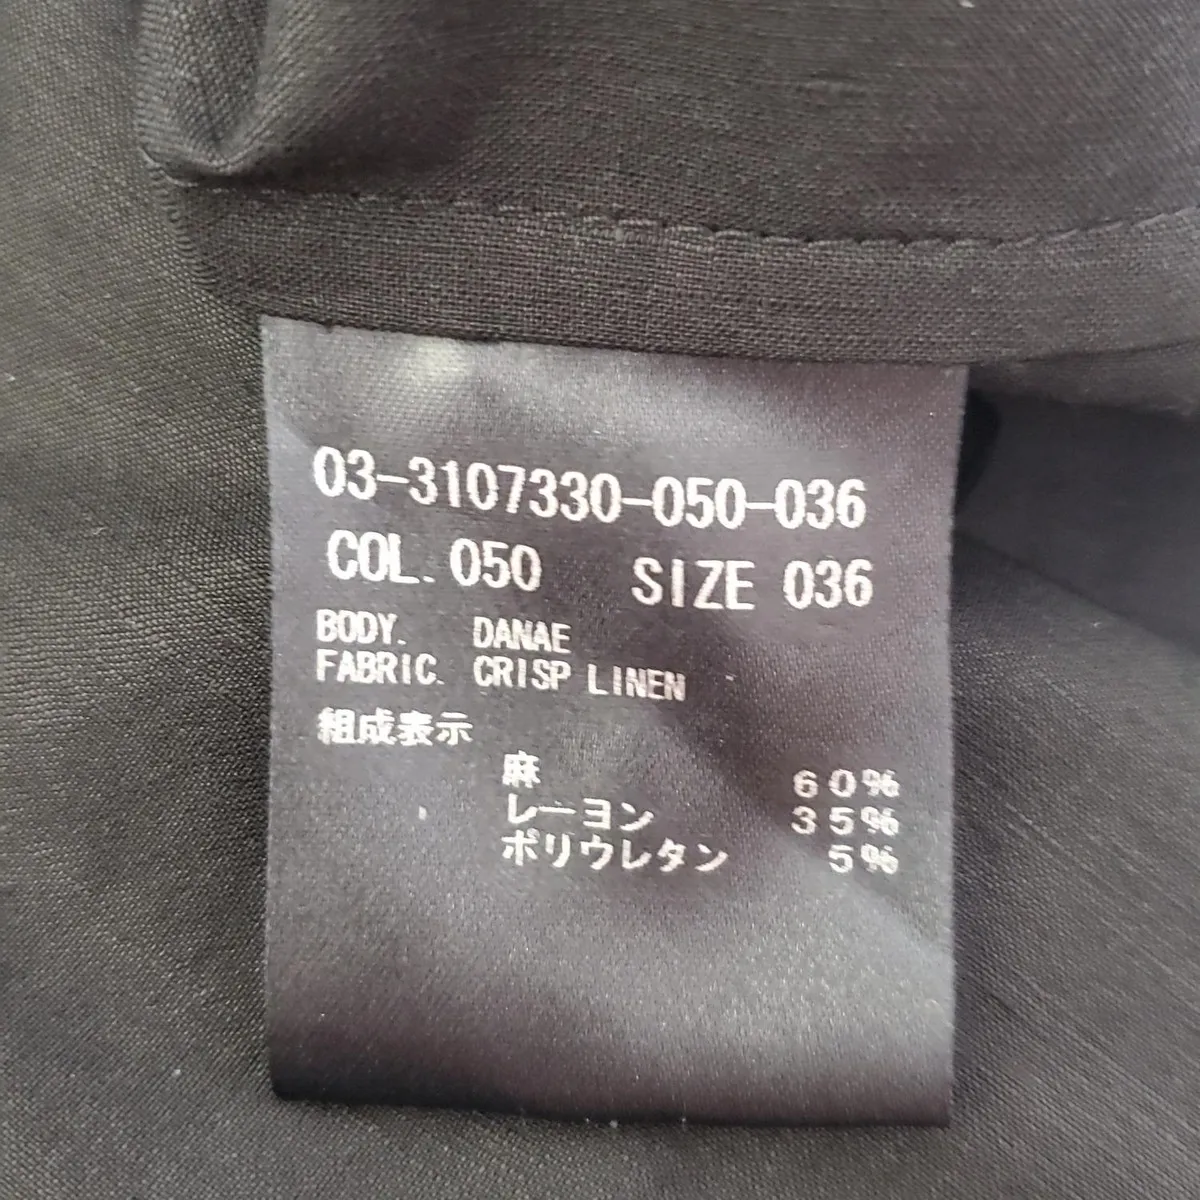 03-3107330-050-036
COL. 050 SIZE 036
BODY. DANAE
FABRIC. CRISP LINEN
組成表示
麻 60%
レーヨン 35%
ポリウレタン 5%